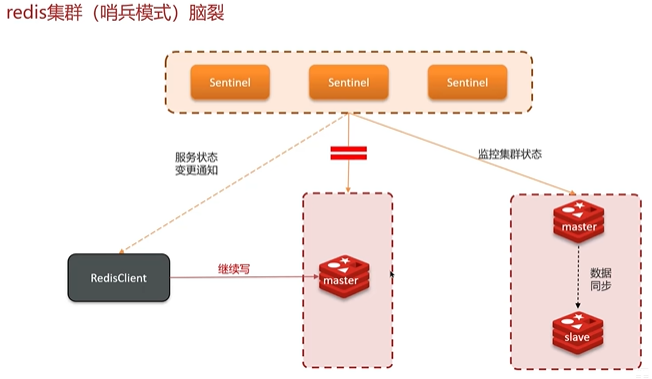 redis集群（哨兵模式）脑裂
Sentinel
Sentinel
Sentinel
服务状态
变更通知
监控集群状态
master
RedisClient
继续写
master
数据
同步
slave